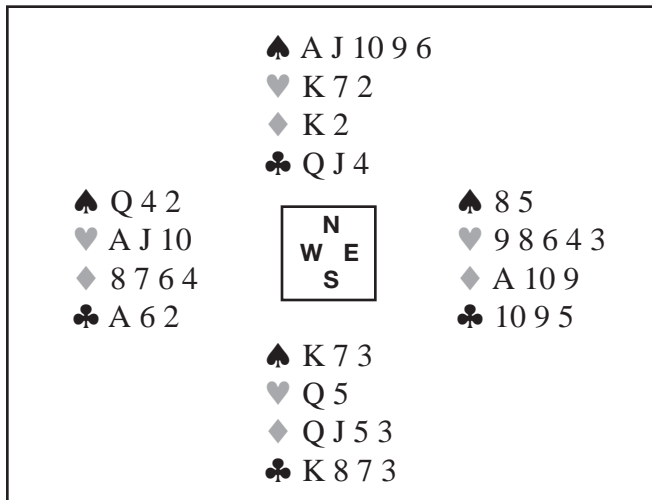 ♠ A J 10 9 6
♥ K 7 2
♦ K 2
♣ Q J 4
♠ Q 4 2
♥ A J 10
♦ 8 7 6 4
♣ A 6 2
N
W E
S
♠ 8 5
♥ 9 8 6 4 3
♦ A 10 9
♣ 10 9 5
♠ K 7 3
♥ Q 5
♦ Q J 5 3
♣ K 8 7 3